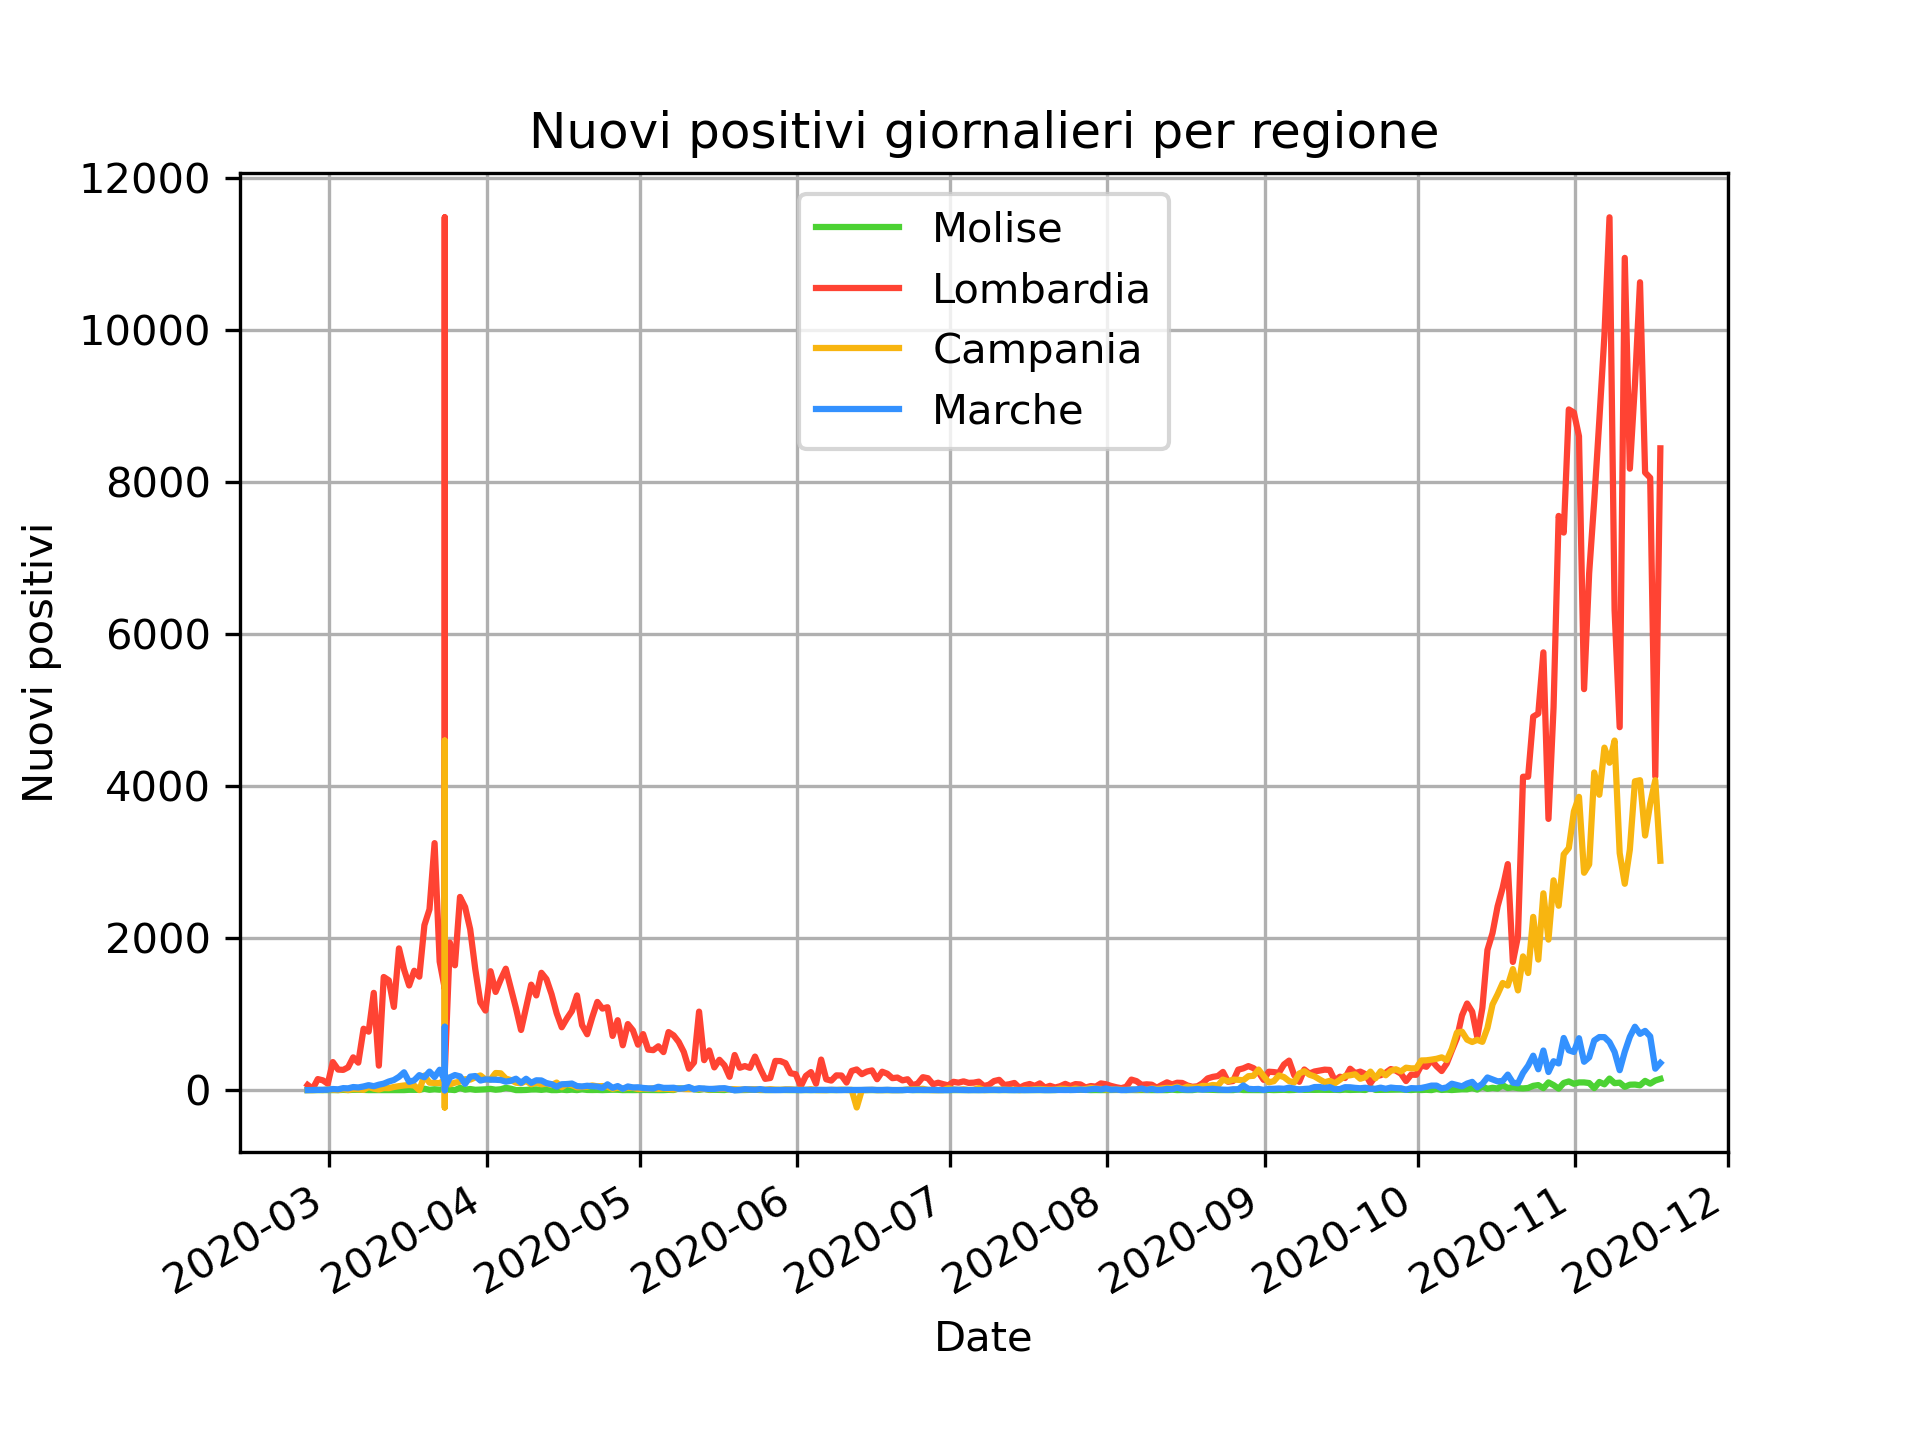 Nuovi positivi giornalieri per regione
12000
10000
8000
6000
4000
2000
0
Nuovi positivi
Molise
Lombardia
Campania
Marche
2020-03
2020-04
2020-05
2020-06
2020-07
2020-08
2020-09
2020-10
2020-11
2020-12
Date